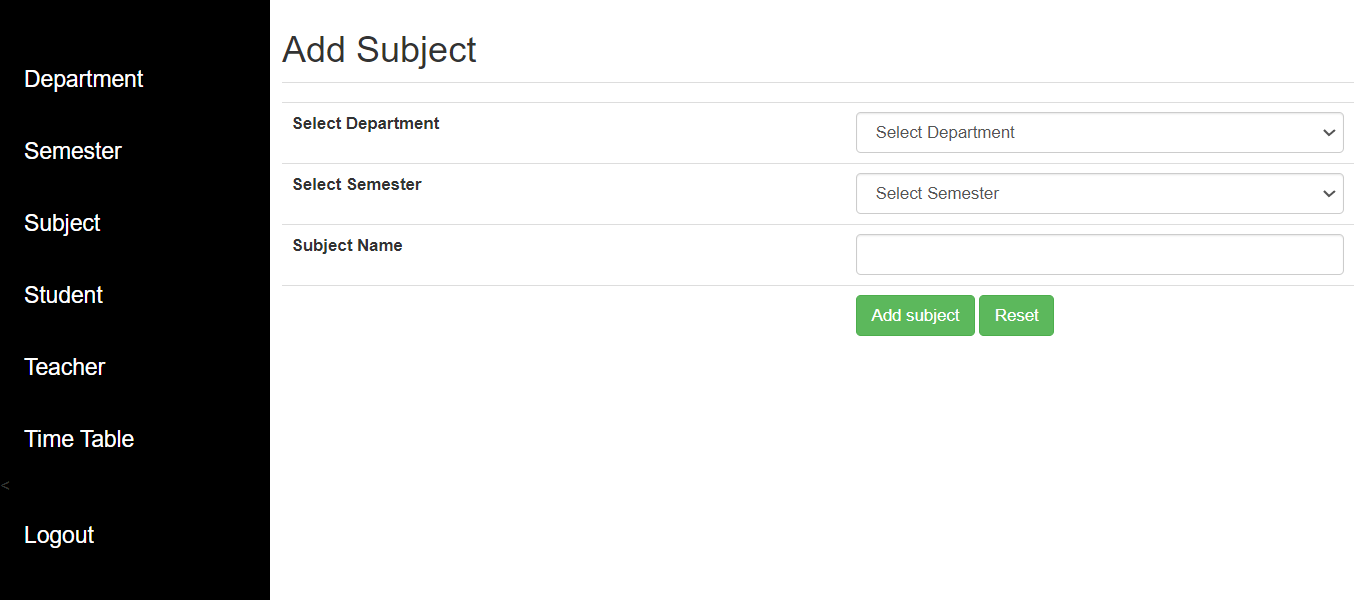 Department
Semester
Subject
Student
Teacher
Time Table
<
Logout
Add Subject
Select Department
Select Department
Select Semester
Select Semester
Subject Name
Add subject Reset